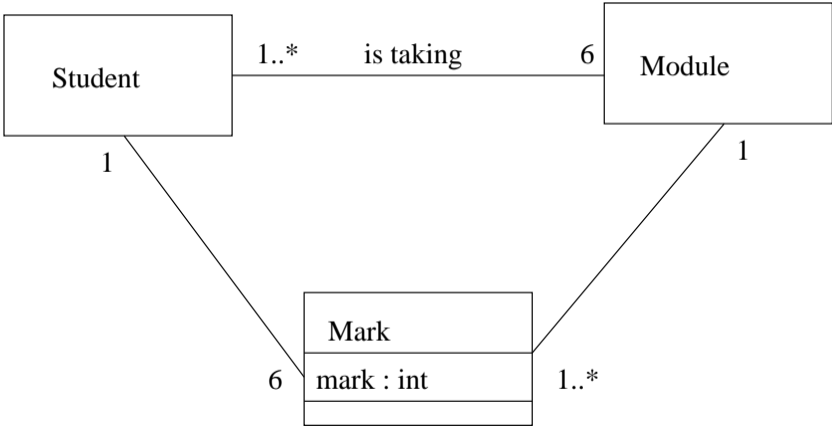 1..* is taking 6
Student
Module
1
1
Mark
6 mark : int 1..*